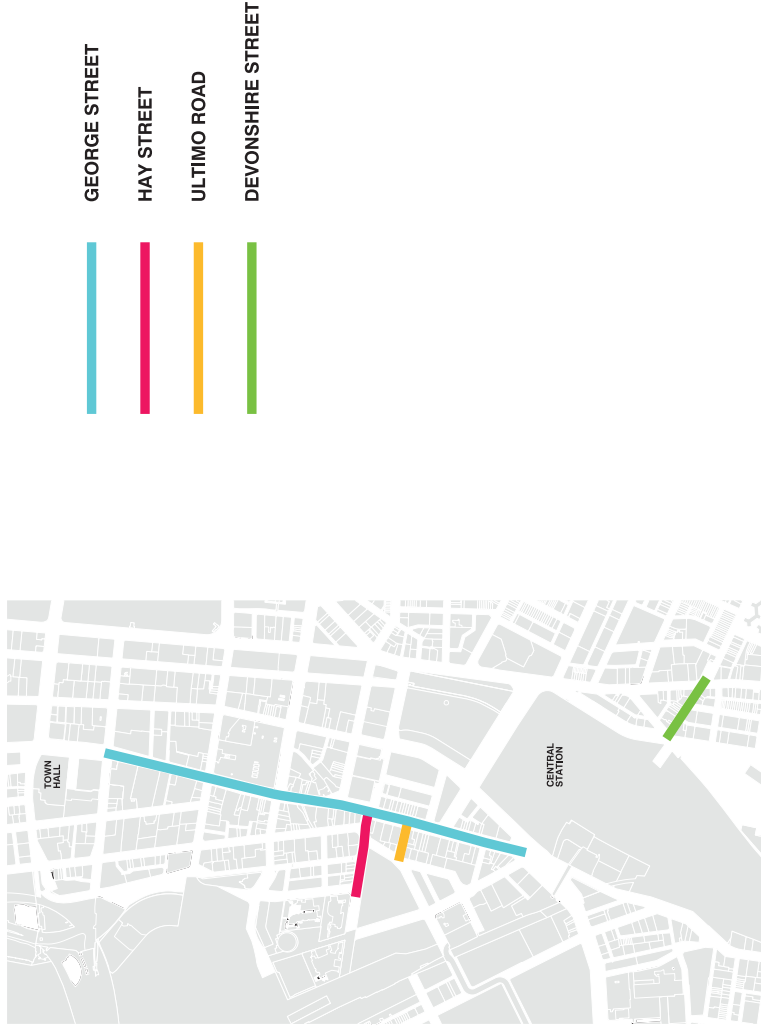 GEORGE STREET
HAY STREET
ULTIMO ROAD
DEVONSHIRE STREET
TOWN
HALL
CENTRAL
STATION